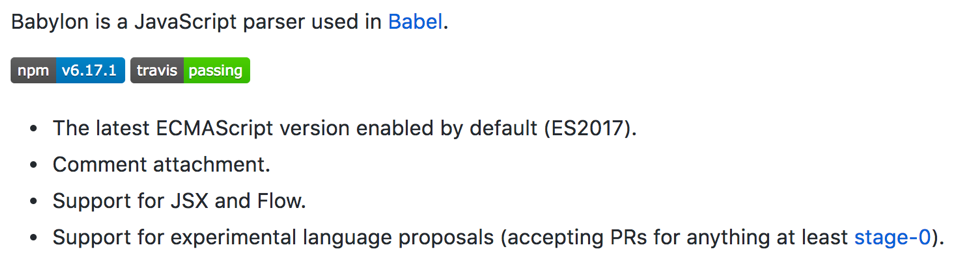 Babylon is a JavaScript parser used in Babel.
npm v6.17.1 travis passing
• The latest ECMAScript version enabled by default (ES2017).
• Comment attachment.
• Support for JSX and Flow.
• Support for experimental language proposals (accepting PRs for anything at least stage-0).